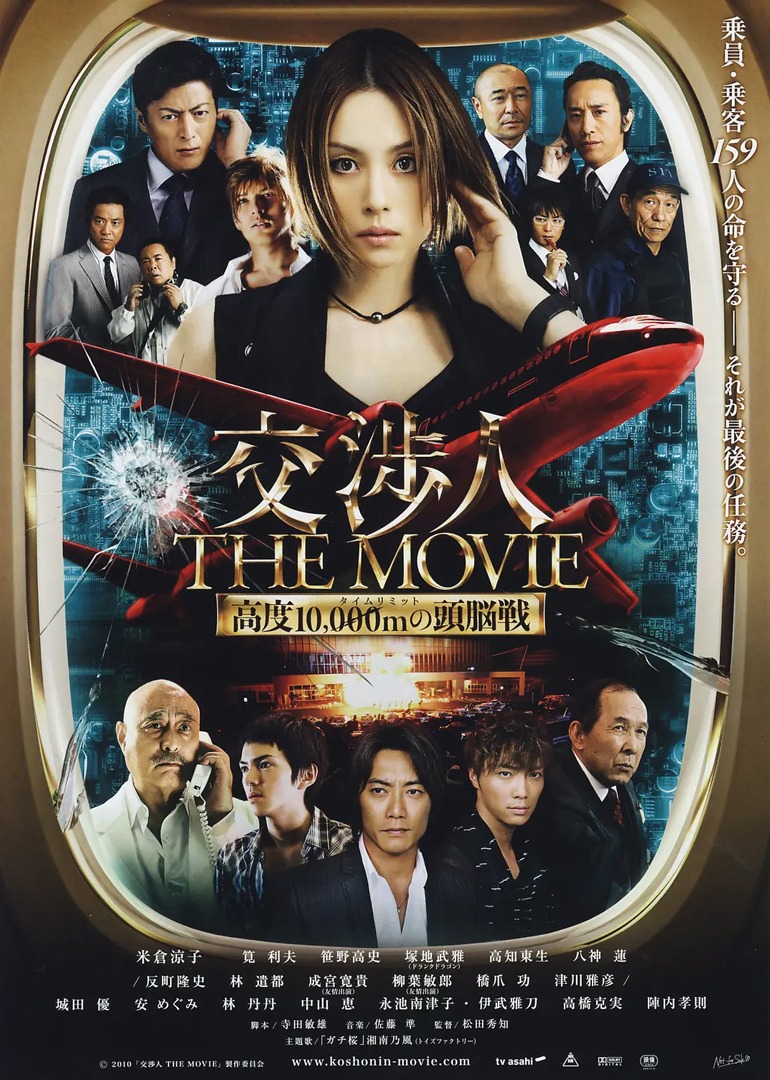 乗員・乗客159人の命を守る──それが最後の任務。
交渉人
THE MOVIE
タイムリミット
高度10,000mの頭脳戦
米倉涼子 筧 利夫 笹野高史 塚地武雅 高知東生 八神 蓮
(ドランクドラゴン)
/反町隆史 林 遣都 成宮寛貴 柳葉敏郎 橋爪 功 津川雅彦/
(友情出演) (友情出演)
城田 優 安 めぐみ 林 丹丹 中山 恵 永池南津子・伊武雅刀 高橋克実 陣内孝則
脚本/寺田敏雄 音楽/佐藤 準 監督/松田秀知
主題歌/「ガチ桜」湘南乃風(トイズファクトリー)
© 2010「交渉人 THE MOVIE」製作委員会 www.koshonin-movie.com tv asahi DOLBY DIGITAL 映倫 Not for Sale